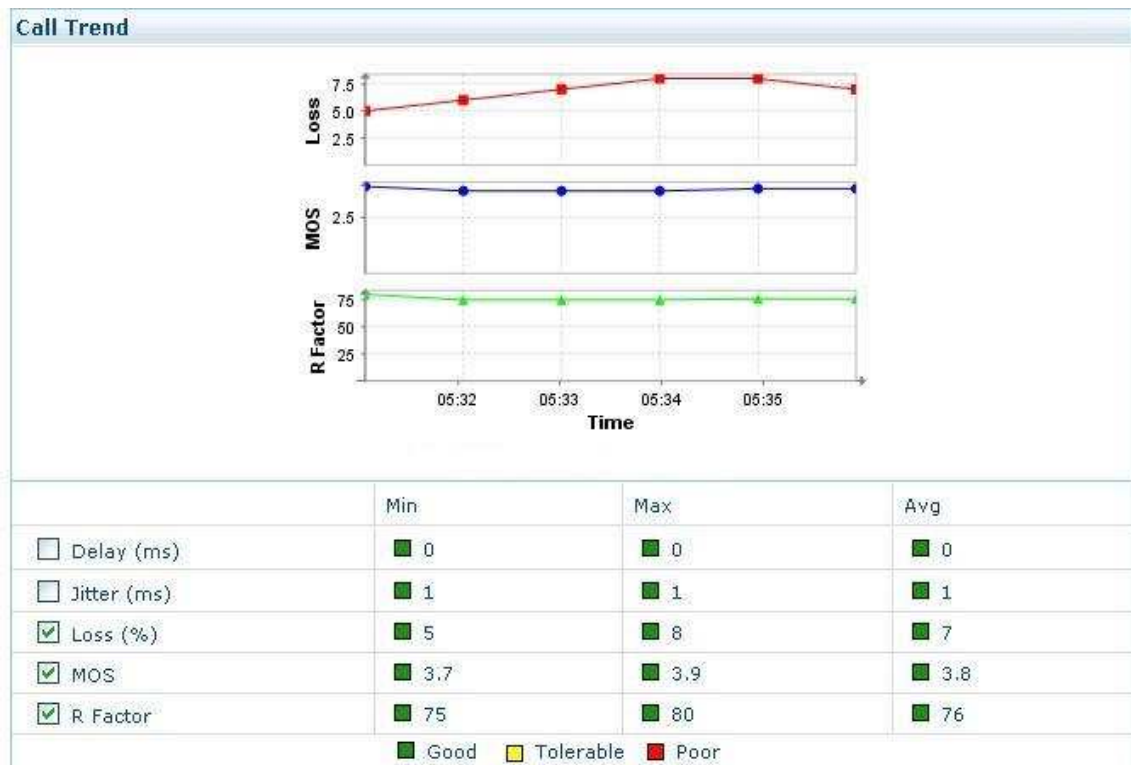 Call Trend
Loss
7.5
5.0
2.5
MOS
2.5
R Factor
75
50
25
05:32 05:33 05:34 05:35
Time
Min Max Avg
Delay (ms) 0 0 0
Jitter (ms) 1 1 1
Loss (%) 5 8 7
MOS 3.7 3.9 3.8
R Factor 75 80 76
Good Tolerable Poor